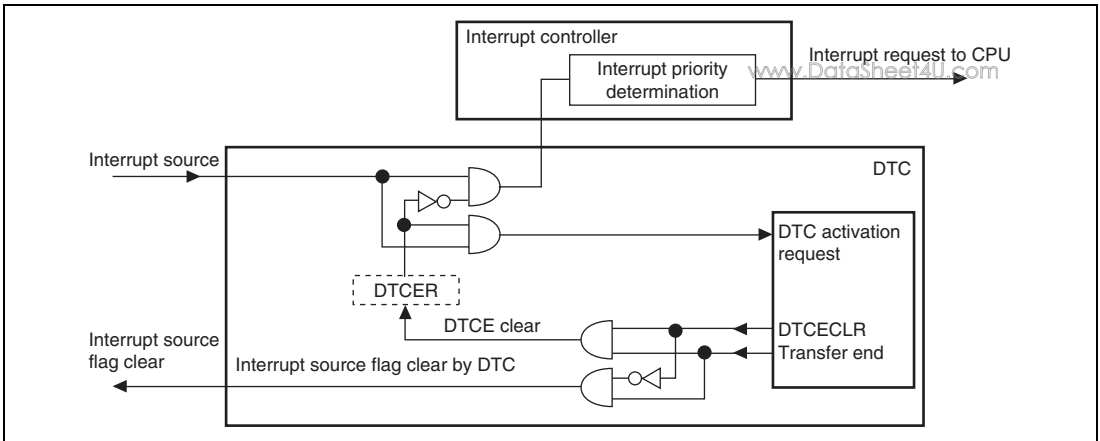 Interrupt controller
Interrupt priority
determination
Interrupt request to CPU
www.DataSheet4U.com
Interrupt source
DTC
DTC activation
request
DTCER
DTCE clear
DTCECLR
Transfer end
Interrupt source
flag clear
Interrupt source flag clear by DTC